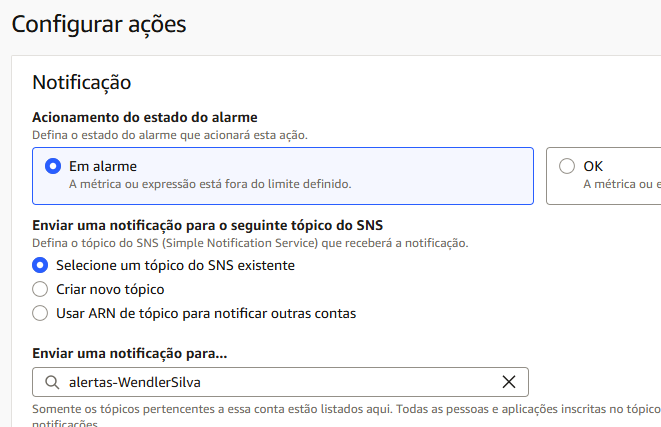 Configurar ações
Notificação
Acionamento do estado do alarme
Defina o estado do alarme que acionará esta ação.
Em alarme
A métrica ou expressão está fora do limite definido.
OK
A métrica ou e
Enviar uma notificação para o seguinte tópico do SNS
Defina o tópico do SNS (Simple Notification Service) que receberá a notificação.
Selecione um tópico do SNS existente
Criar novo tópico
Usar ARN de tópico para notificar outras contas
Enviar uma notificação para...
alertas-WendlerSilva
Somente os tópicos pertencentes a essa conta estão listados aqui. Todas as pessoas e aplicações inscritas no tópico
notificações.